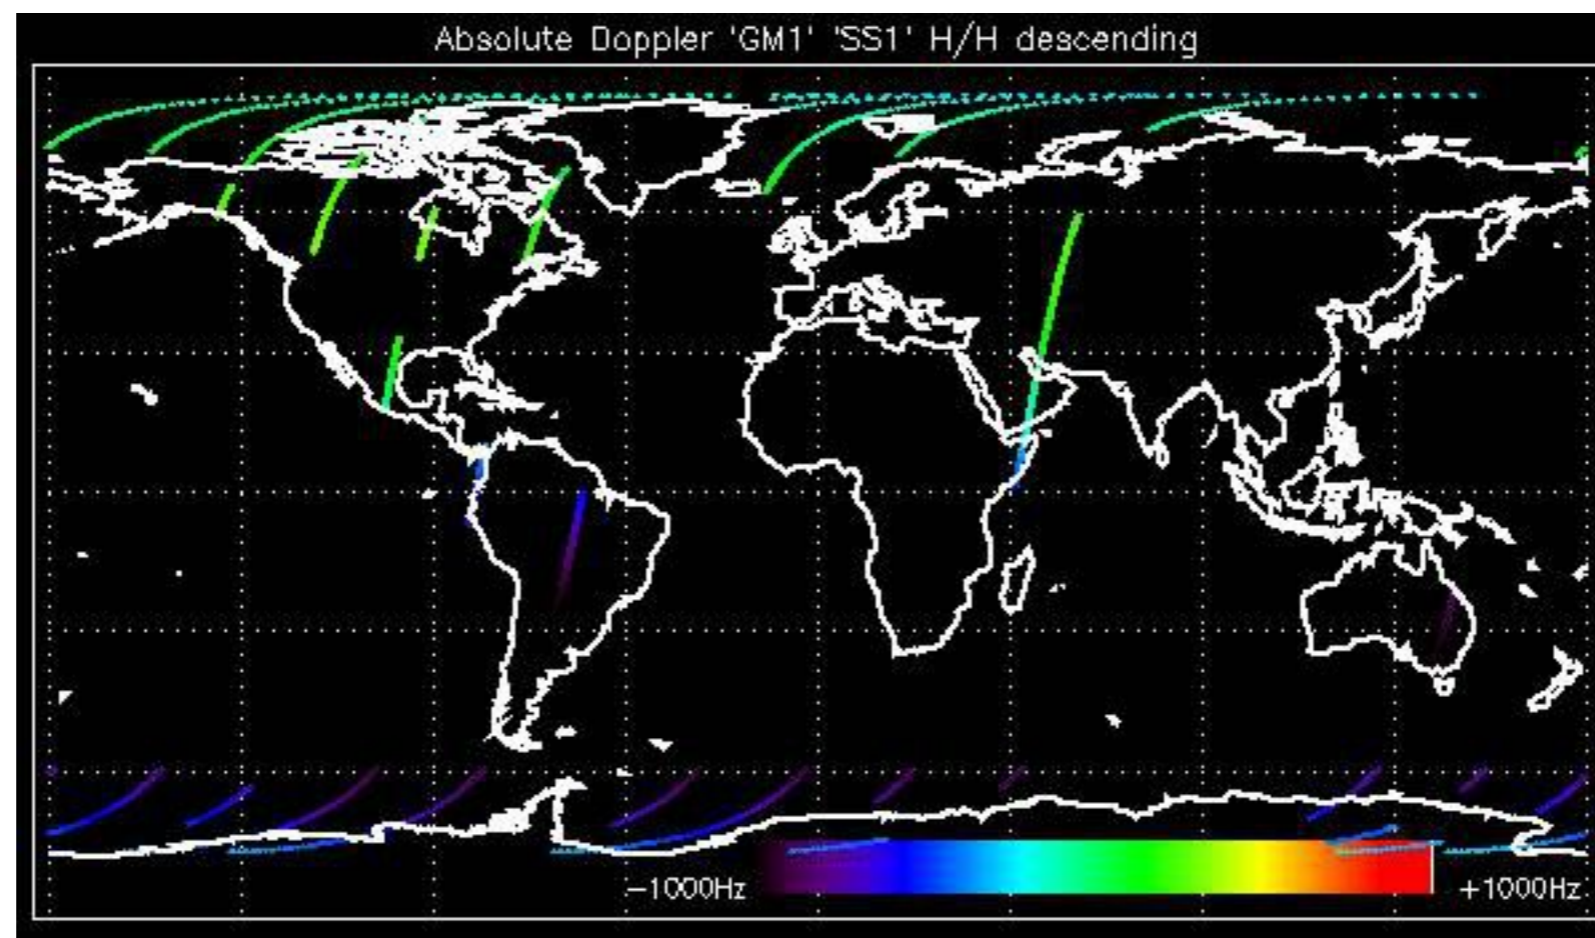 Absolute Doppler 'GM1' 'SS1' H/H descending
-1000Hz +1000Hz